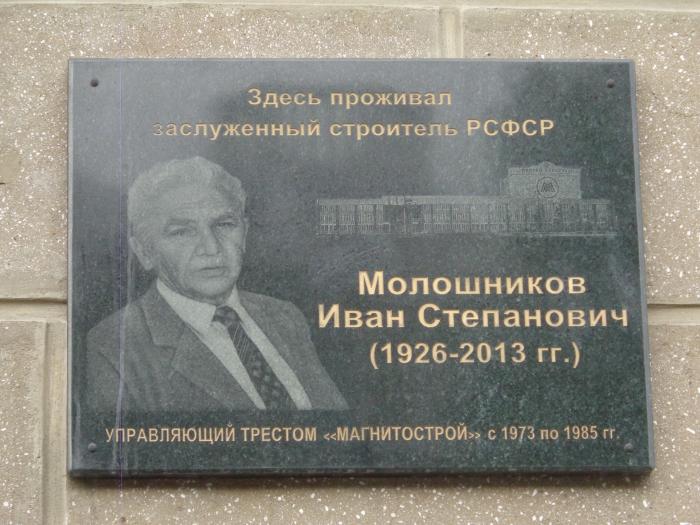 Здесь проживал
заслуженный строитель РСФСР
Молошников
Иван Степанович
(1926-2013 гг.)
УПРАВЛЯЮЩИЙ ТРЕСТОМ «МАГНИТОСТРОЙ» с 1973 по 1985 гг.